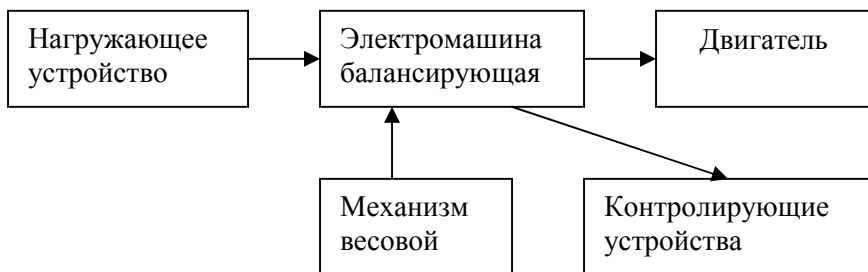 Нагружающее
устройство
Электромашина
балансирующая
Двигатель
Механизм
весовой
Контролирующие
устройства